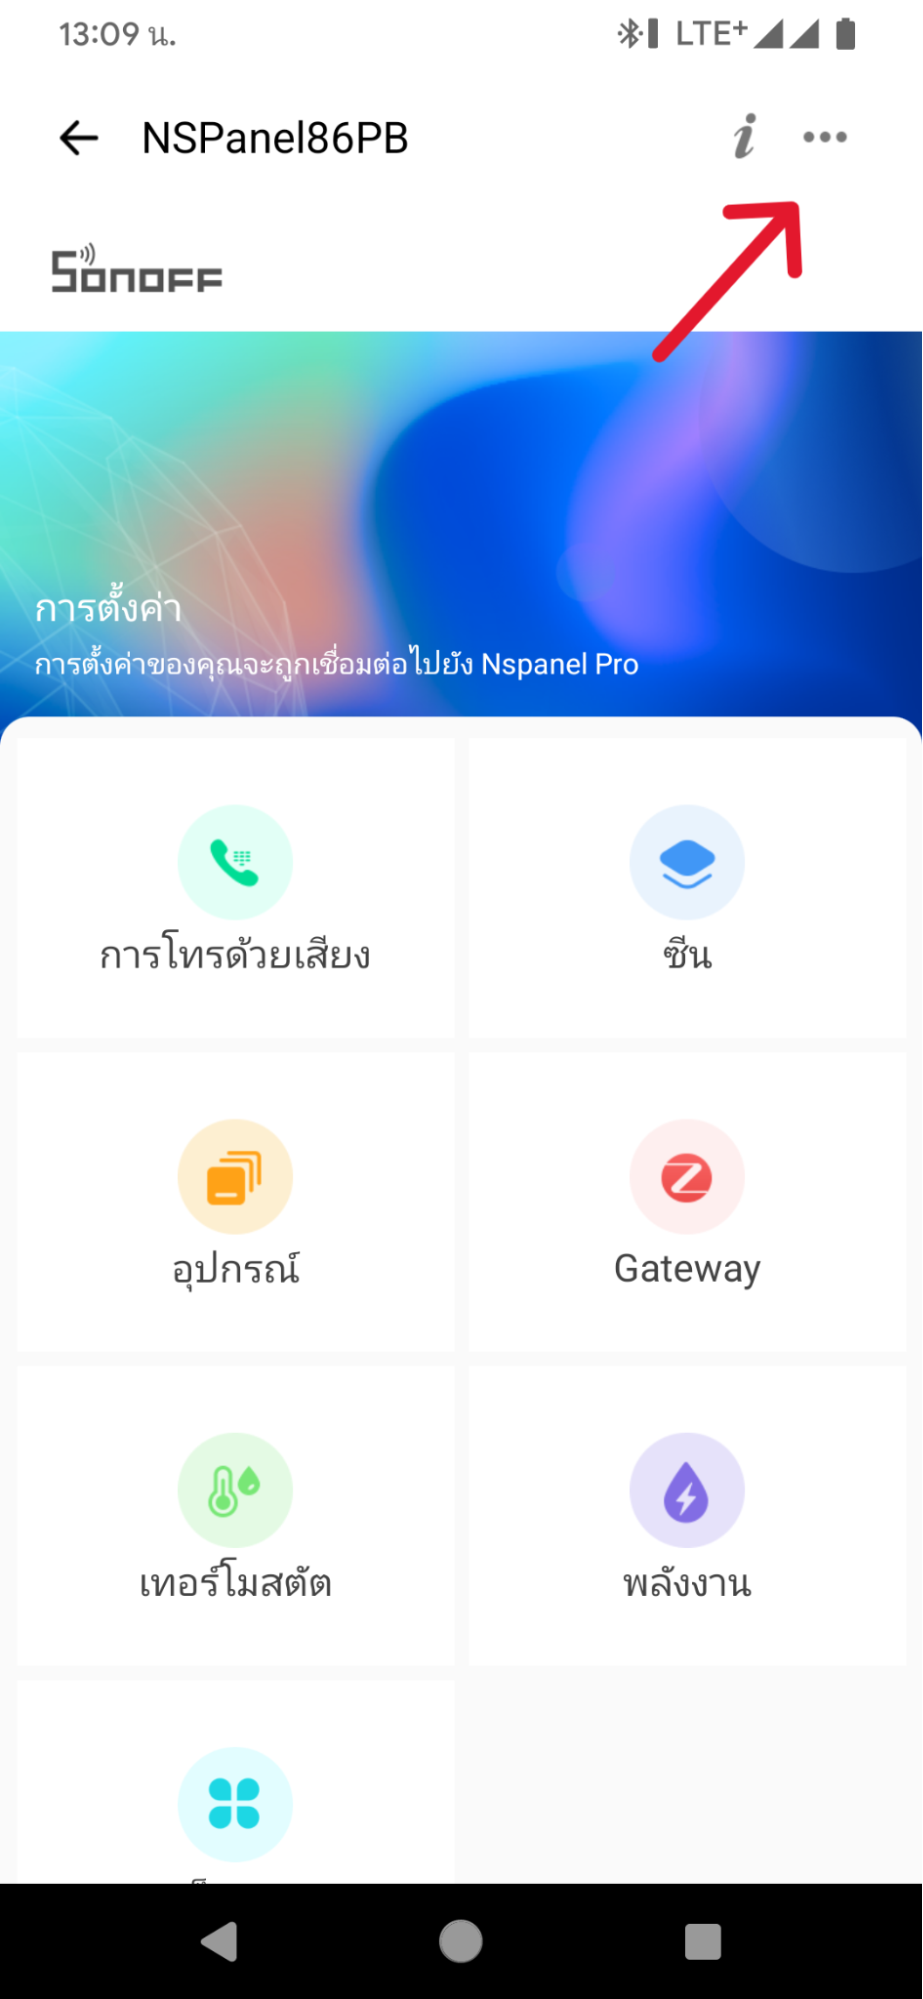 13:09 น. LTE+
NSPanel86PB
SONOFF
การตั้งค่า
การตั้งค่าของคุณจะถูกเชื่อมต่อไปยัง Nspanel Pro
การโทรด้วยเสียง
ซีน
อุปกรณ์
Gateway
เทอร์โมสตัต
พลังงาน